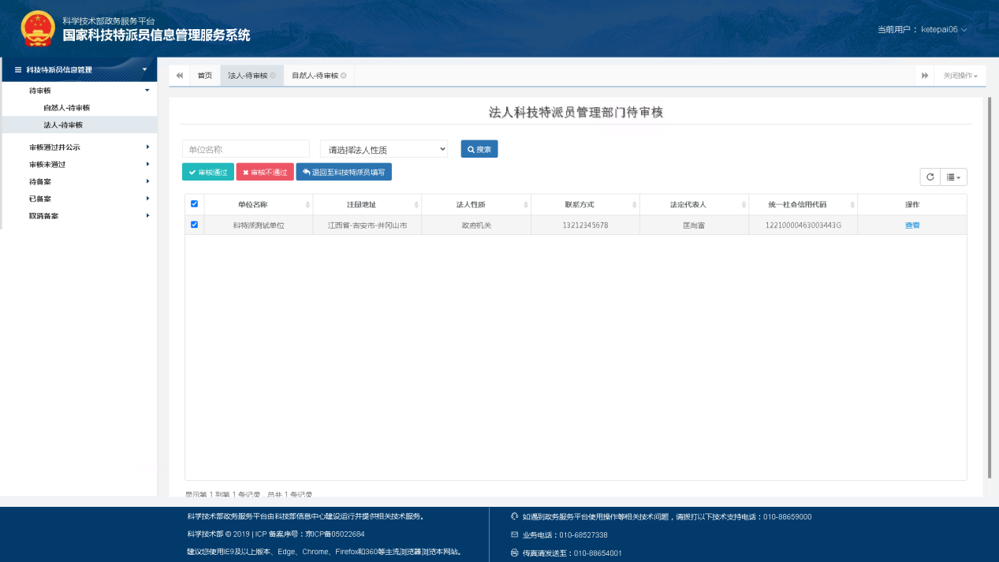 科学技术部政务服务平台
国家科技特派员信息管理服务系统
当前用户： ketepai06
科技特派员信息管理
待审核
自然人-待审核
法人-待审核
审核通过并公示
审核未通过
待备案
已备案
取消备案
首页 法人-待审核 自然人-待审核 关闭操作
法人科技特派员管理部门待审核
单位名称 请选择法人性质 搜索
审核通过 审核不通过 退回至科技特派员填写
单位名称 注册地址 法人性质 联系方式 法定代表人 统一社会信用代码 操作
科特派测试单位 江西省-吉安市-井冈山市 政府机关 13212345678 匡尚富 12210000463003443G 查看
显示第 1 到第 1 条记录，总共 1 条记录
科学技术部政务服务平台由科技部信息中心建设运行并提供相关技术服务。
科学技术部 © 2019 | ICP 备案序号：京ICP备05022684
建议您使用IE9及以上版本、Edge、Chrome、Firefox和360等主流浏览器浏览本网站。
如遇到政务服务平台使用操作等相关技术问题，请拨打以下技术支持电话：010-88659000
业务电话：010-68527338
传真请发送至：010-88654001